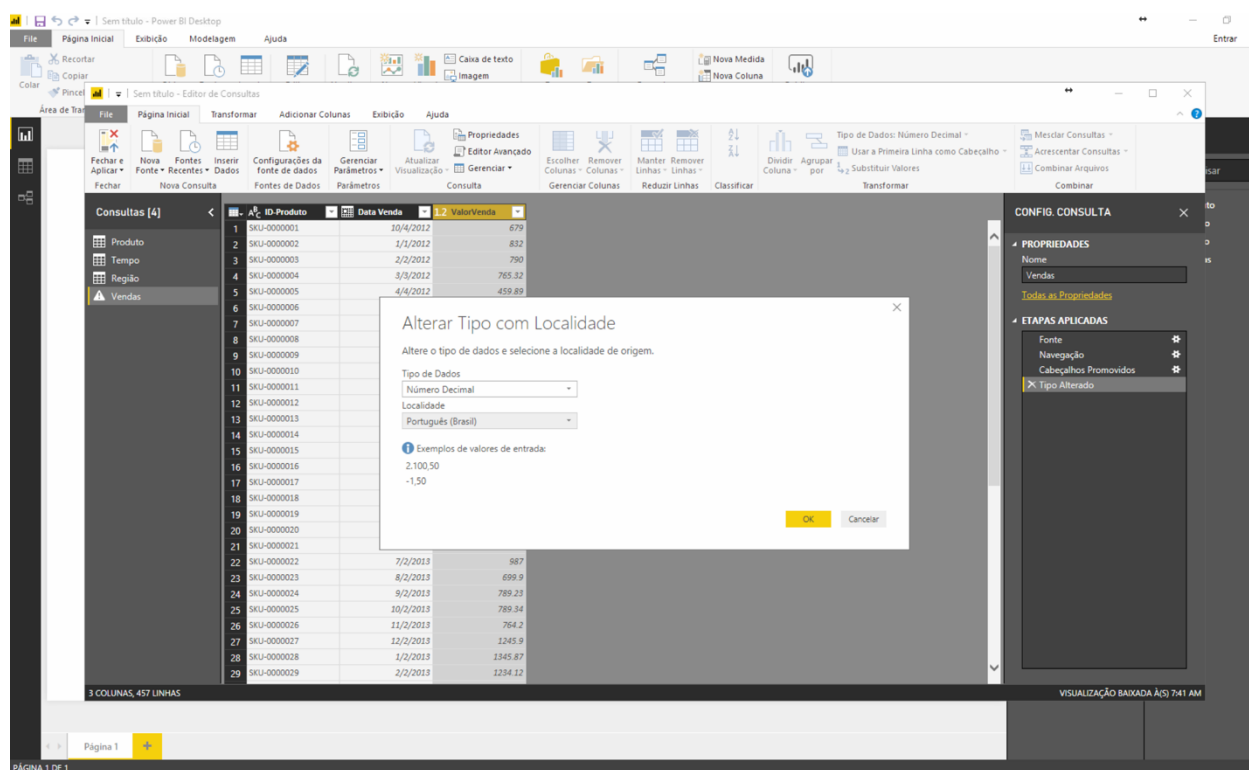 Sem título - Power BI Desktop
File Página Inicial Exibição Modelagem Ajuda Entrar
Recortar
Copiar
Pincel
Colar
Caixa de texto
Imagem
Nova Medida
Nova Coluna
Sem título - Editor de Consultas
File Página Inicial Transformar Adicionar Colunas Exibição Ajuda
Fechar e Aplicar
Nova Fonte
Fontes Recentes
Inserir Dados
Configurações da fonte de dados
Gerenciar Parâmetros
Atualizar Visualização
Propriedades
Editor Avançado
Gerenciar
Escolher Colunas
Remover Colunas
Manter Linhas
Remover Linhas
Dividir Coluna
Agrupar por
Tipo de Dados: Número Decimal
Usar a Primeira Linha como Cabeçalho
Substituir Valores
Mesclar Consultas
Acrescentar Consultas
Combinar Arquivos
Fechar Nova Consulta Fontes de Dados Parâmetros Consulta Gerenciar Colunas Reduzir Linhas Classificar Transformar Combinar
Consultas [4]
Produto
Tempo
Região
Vendas
ID-Produto Data Venda 1.2 ValorVenda
1 SKU-0000001 10/4/2012 679
2 SKU-0000002 1/1/2012 832
3 SKU-0000003 2/2/2012 790
4 SKU-0000004 3/3/2012 765.32
5 SKU-0000005 4/4/2012 459.89
6 SKU-0000006
7 SKU-0000007
8 SKU-0000008
9 SKU-0000009
10 SKU-0000010
11 SKU-0000011
12 SKU-0000012
13 SKU-0000013
14 SKU-0000014
15 SKU-0000015
16 SKU-0000016
17 SKU-0000017
18 SKU-0000018
19 SKU-0000019
20 SKU-0000020
21 SKU-0000021
22 SKU-0000022 7/2/2013 987
23 SKU-0000023 8/2/2013 699.9
24 SKU-0000024 9/2/2013 789.23
25 SKU-0000025 10/2/2013 789.34
26 SKU-0000026 11/2/2013 764.2
27 SKU-0000027 12/2/2013 1245.9
28 SKU-0000028 1/2/2013 1345.87
29 SKU-0000029 2/2/2013 1234.12
Alterar Tipo com Localidade
Altere o tipo de dados e selecione a localidade de origem.
Tipo de Dados
Número Decimal
Localidade
Português (Brasil)
Exemplos de valores de entrada:
2.100,50
-1,50
OK Cancelar
CONFIG. CONSULTA
PROPRIEDADES
Nome
Vendas
Todas as Propriedades
ETAPAS APLICADAS
Fonte
Navegação
Cabeçalhos Promovidos
Tipo Alterado
3 COLUNAS, 457 LINHAS
VISUALIZAÇÃO BAIXADA À(S) 7:41 AM
Página 1
PÁGINA 1 DE 1